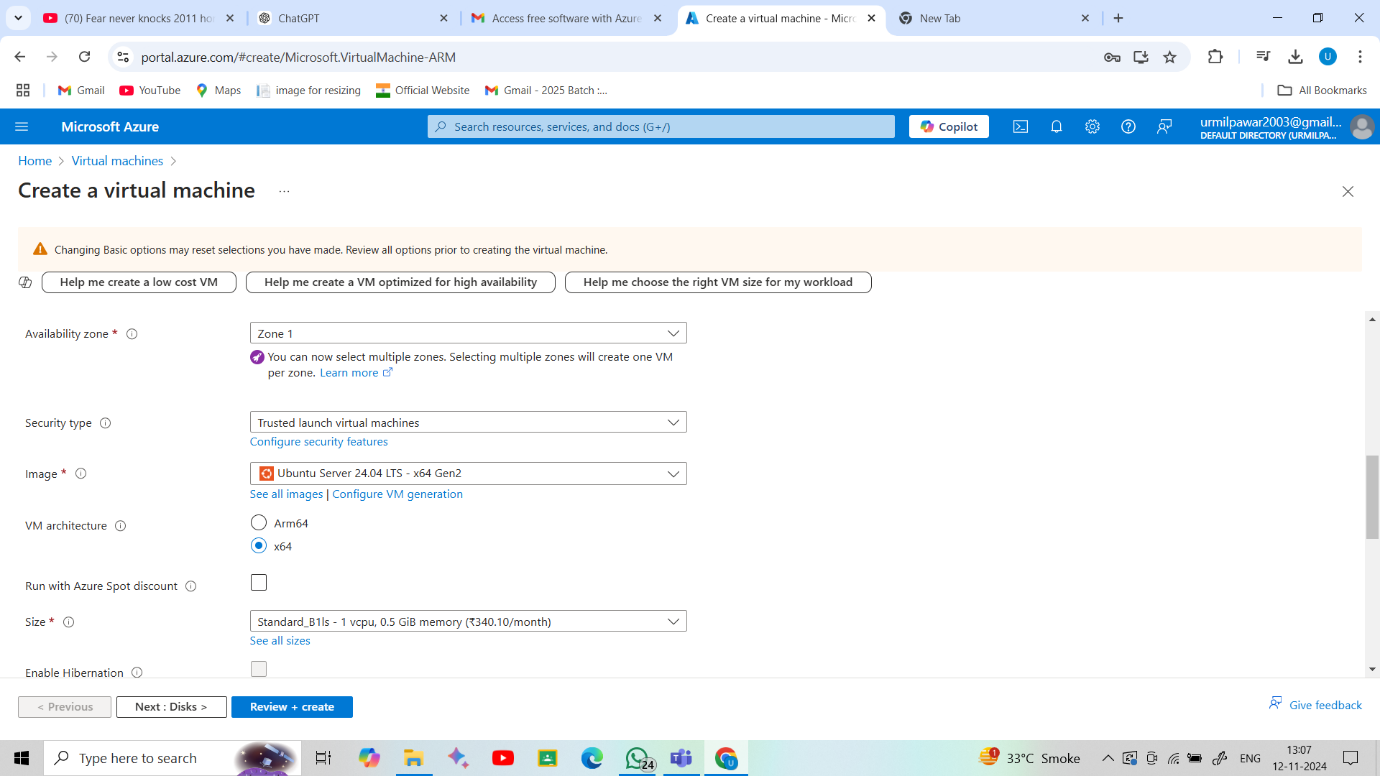 (70) Fear never knocks 2011 ho
ChatGPT
Access free software with Azure
Create a virtual machine - Micro
New Tab
portal.azure.com/#create/Microsoft.VirtualMachine-ARM
U
Gmail
YouTube
Maps
image for resizing
Official Website
Gmail - 2025 Batch :...
All Bookmarks
Microsoft Azure
Search resources, services, and docs (G+/)
Copilot
urmilpawar2003@gmail...
DEFAULT DIRECTORY (URMILPA...
Home > Virtual machines >
Create a virtual machine ...
Changing Basic options may reset selections you have made. Review all options prior to creating the virtual machine.
Help me create a low cost VM
Help me create a VM optimized for high availability
Help me choose the right VM size for my workload
Availability zone *
Zone 1
You can now select multiple zones. Selecting multiple zones will create one VM
per zone. Learn more
Security type
Trusted launch virtual machines
Configure security features
Image *
Ubuntu Server 24.04 LTS - x64 Gen2
See all images | Configure VM generation
VM architecture
Arm64
x64
Run with Azure Spot discount
Size *
Standard_B1ls - 1 vcpu, 0.5 GiB memory (₹340.10/month)
See all sizes
Enable Hibernation
< Previous
Next : Disks >
Review + create
Give feedback
Type here to search
24
U
1
33°C Smoke
ENG
13:07
12-11-2024